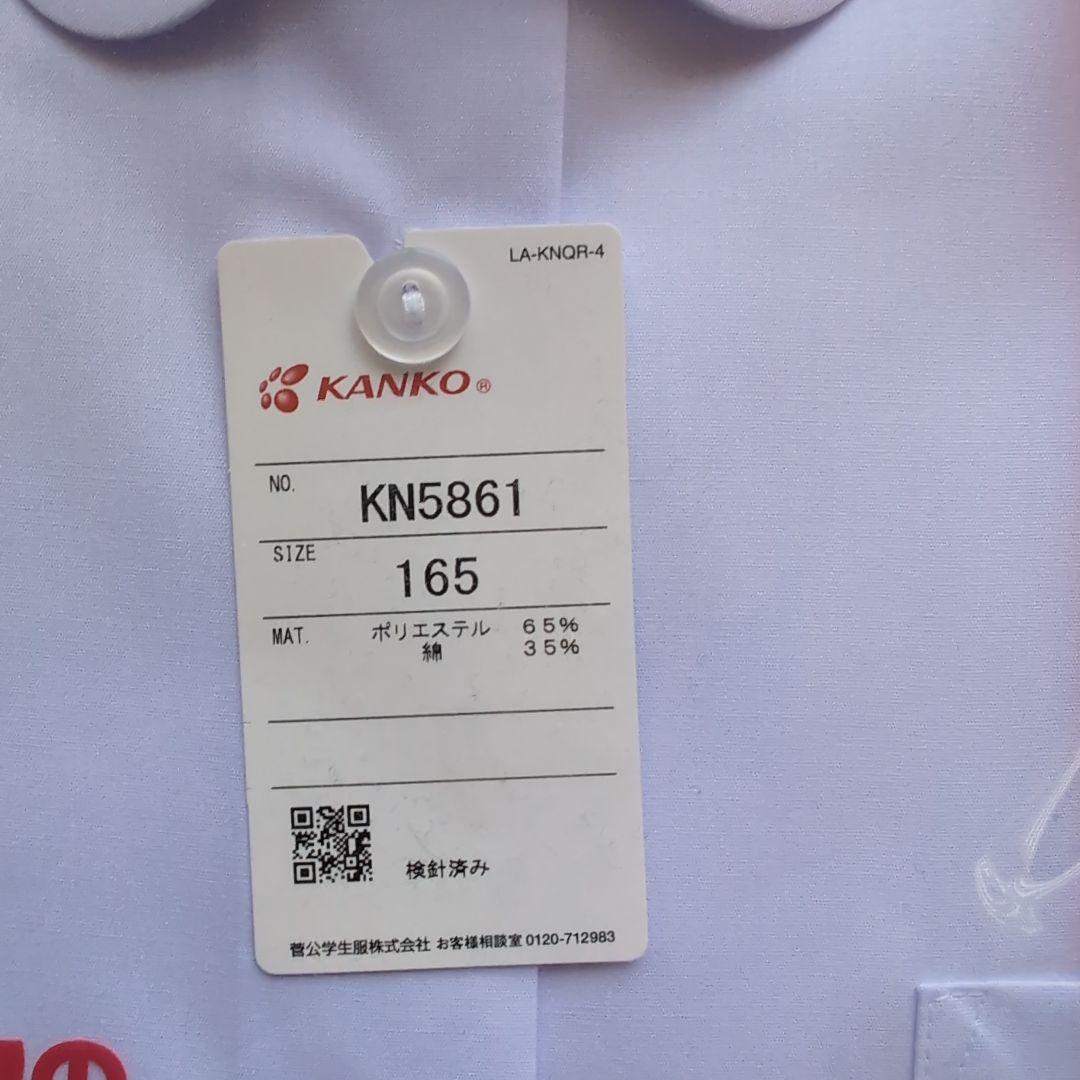 LA-KNQR-4
KANKO®
NO. KN5861
SIZE 165
MAT. ポリエステル 65%
綿 35%
検針済み
菅公学生服株式会社 お客様相談室 0120-712983